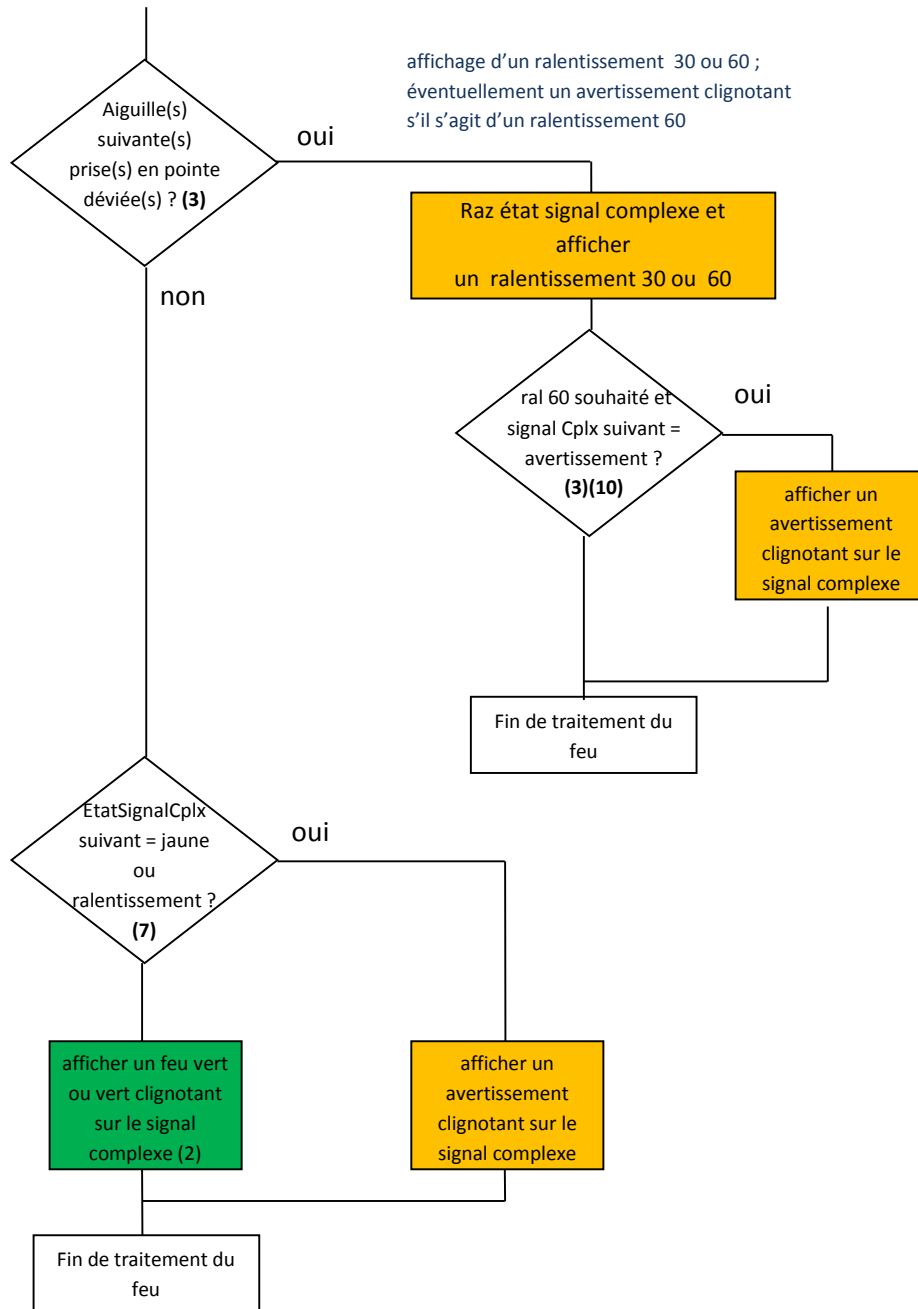 affichage d'un ralentissement 30 ou 60 ;
éventuellement un avertissement clignotant
s'il s'agit d'un ralentissement 60
Aiguille(s)
suivante(s)
prise(s) en pointe
déviée(s) ? (3)
oui
Raz état signal complexe et
afficher
un ralentissement 30 ou 60
non
ral 60 souhaité et
signal Cplx suivant =
avertissement ?
(3)(10)
oui
afficher un
avertissement
clignotant sur le
signal complexe
Fin de traitement du
feu
EtatSignalCplx
suivant = jaune
ou
ralentissement ?
(7)
oui
afficher un feu vert
ou vert clignotant
sur le signal
complexe (2)
afficher un
avertissement
clignotant sur le
signal complexe
Fin de traitement du
feu